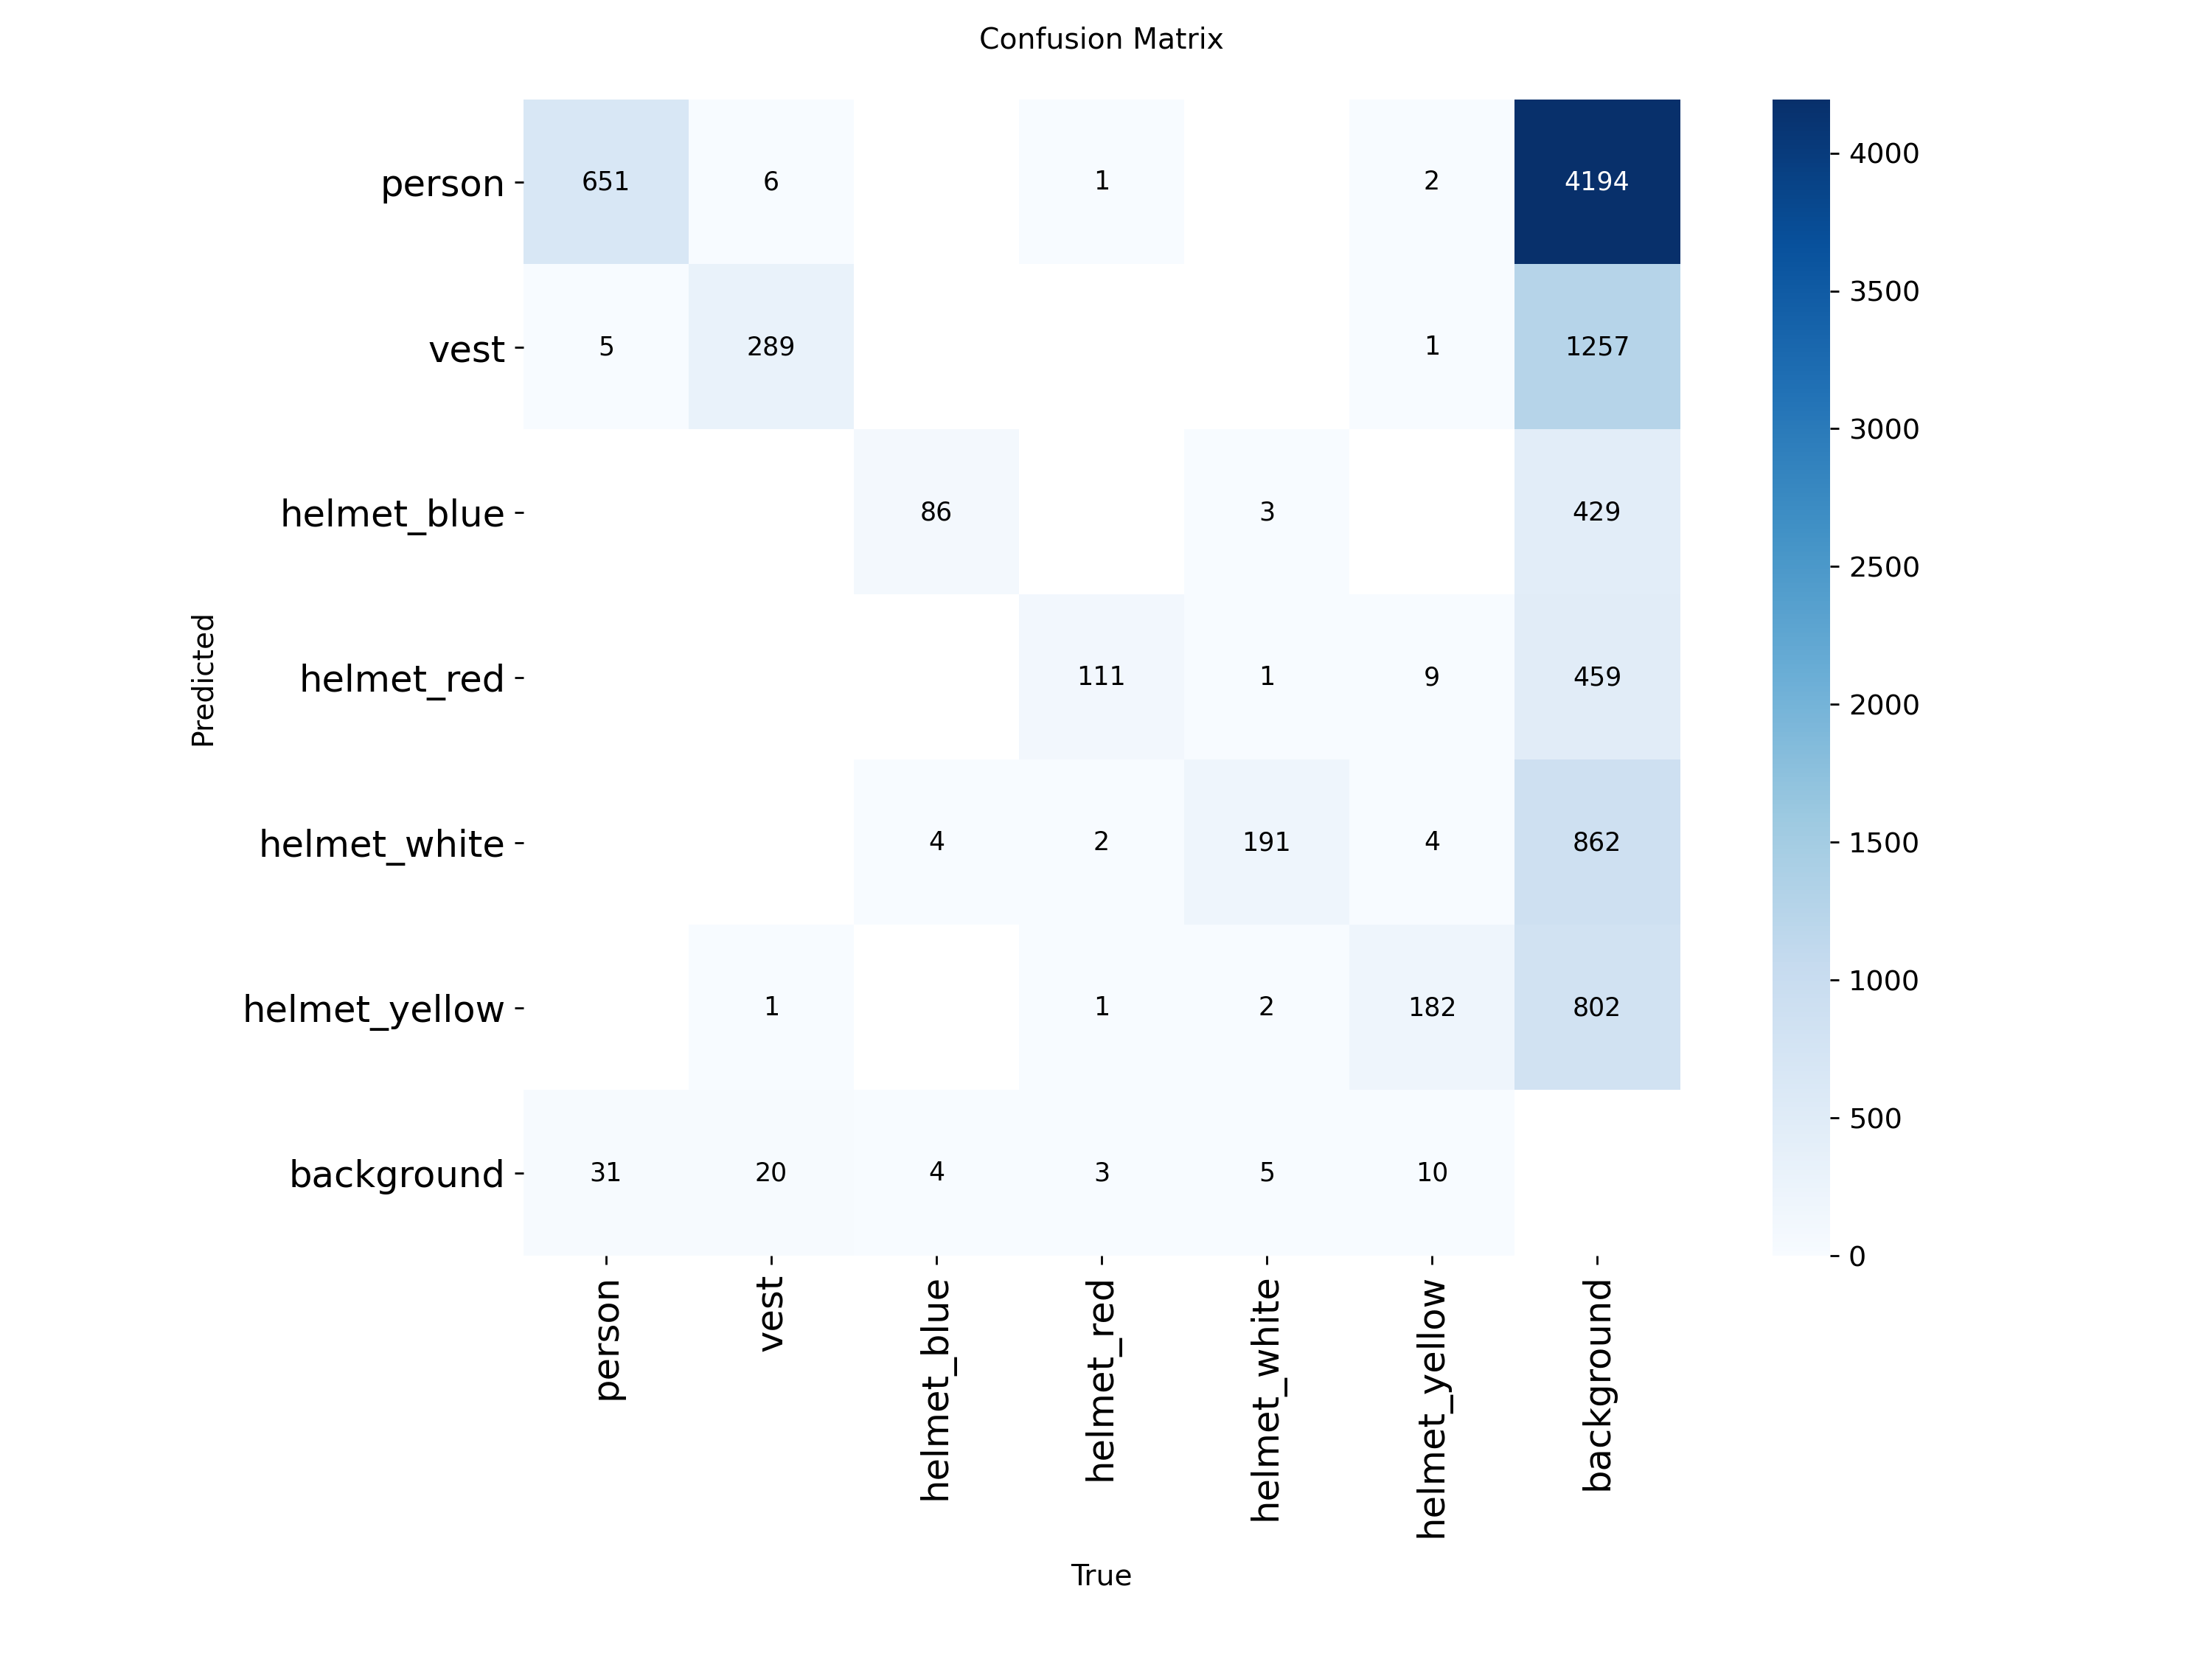 Confusion Matrix
person 651 6 1 2 4194
vest 5 289 1 1257
helmet_blue 86 3 429
helmet_red 111 1 9 459
helmet_white 4 2 191 4 862
helmet_yellow 1 1 2 182 802
background 31 20 4 3 5 10
Predicted
person vest helmet_blue helmet_red helmet_white helmet_yellow background
True
4000
3500
3000
2500
2000
1500
1000
500
0